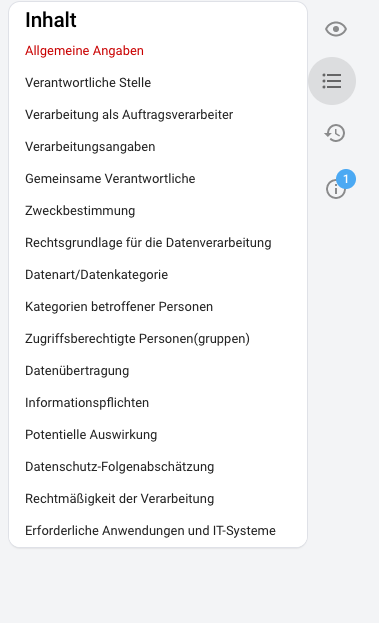 Inhalt
Allgemeine Angaben
Verantwortliche Stelle
Verarbeitung als Auftragsverarbeiter
Verarbeitungsangaben
Gemeinsame Verantwortliche
Zweckbestimmung
Rechtsgrundlage für die Datenverarbeitung
Datenart/Datenkategorie
Kategorien betroffener Personen
Zugriffsberechtigte Personen(gruppen)
Datenübertragung
Informationspflichten
Potentielle Auswirkung
Datenschutz-Folgenabschätzung
Rechtmäßigkeit der Verarbeitung
Erforderliche Anwendungen und IT-Systeme
1